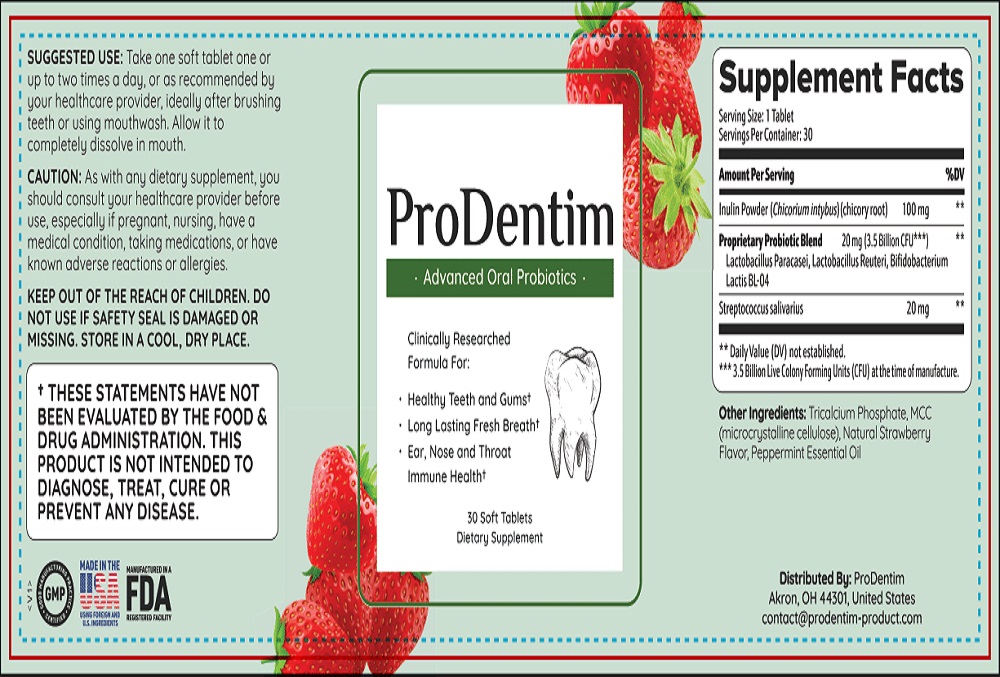 SUGGESTED USE: Take one soft tablet one or
up to two times a day, or as recommended by
your healthcare provider, ideally after brushing
teeth or using mouthwash. Allow it to
completely dissolve in mouth.
CAUTION: As with any dietary supplement, you
should consult your healthcare provider before
use, especially if pregnant, nursing, have a
medical condition, taking medications, or have
known adverse reactions or allergies.
KEEP OUT OF THE REACH OF CHILDREN. DO
NOT USE IF SAFETY SEAL IS DAMAGED OR
MISSING. STORE IN A COOL, DRY PLACE.
† THESE STATEMENTS HAVE NOT
BEEN EVALUATED BY THE FOOD &
DRUG ADMINISTRATION. THIS
PRODUCT IS NOT INTENDED TO
DIAGNOSE, TREAT, CURE OR
PREVENT ANY DISEASE.
<V1>
GMP
MADE IN THE
USA
USING FOREIGN AND
U.S. INGREDIENTS
MANUFACTURED IN A
FDA
REGISTERED FACILITY
ProDentim
· Advanced Oral Probiotics ·
Clinically Researched
Formula For:
· Healthy Teeth and Gums†
· Long Lasting Fresh Breath†
· Ear, Nose and Throat
Immune Health†
30 Soft Tablets
Dietary Supplement
Supplement Facts
Serving Size: 1 Tablet
Servings Per Container: 30
Amount Per Serving %DV
Inulin Powder (Chicorium intybus) (chicory root) 100 mg **
Proprietary Probiotic Blend 20 mg (3.5 Billion CFU***) **
Lactobacillus Paracasei, Lactobacillus Reuteri, Bifidobacterium
Lactis BL-04
Streptococcus salivarius 20 mg **
** Daily Value (DV) not established.
*** 3.5 Billion Live Colony Forming Units (CFU) at the time of manufacture.
Other Ingredients: Tricalcium Phosphate, MCC
(microcrystalline cellulose), Natural Strawberry
Flavor, Peppermint Essential Oil
Distributed By: ProDentim
Akron, OH 44301, United States
contact@prodentim-product.com